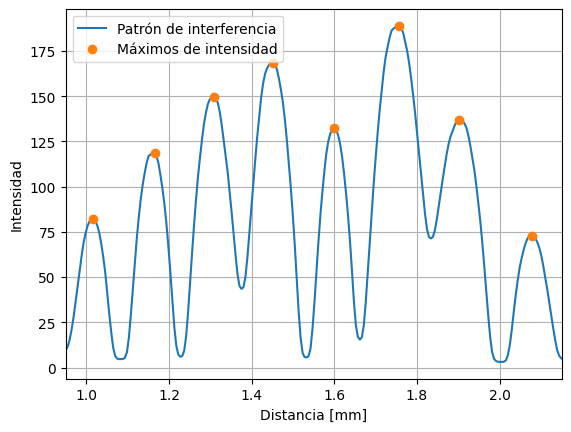 Patrón de interferencia
Máximos de intensidad
Intensidad
175
150
125
100
75
50
25
0
1.0 1.2 1.4 1.6 1.8 2.0
Distancia [mm]